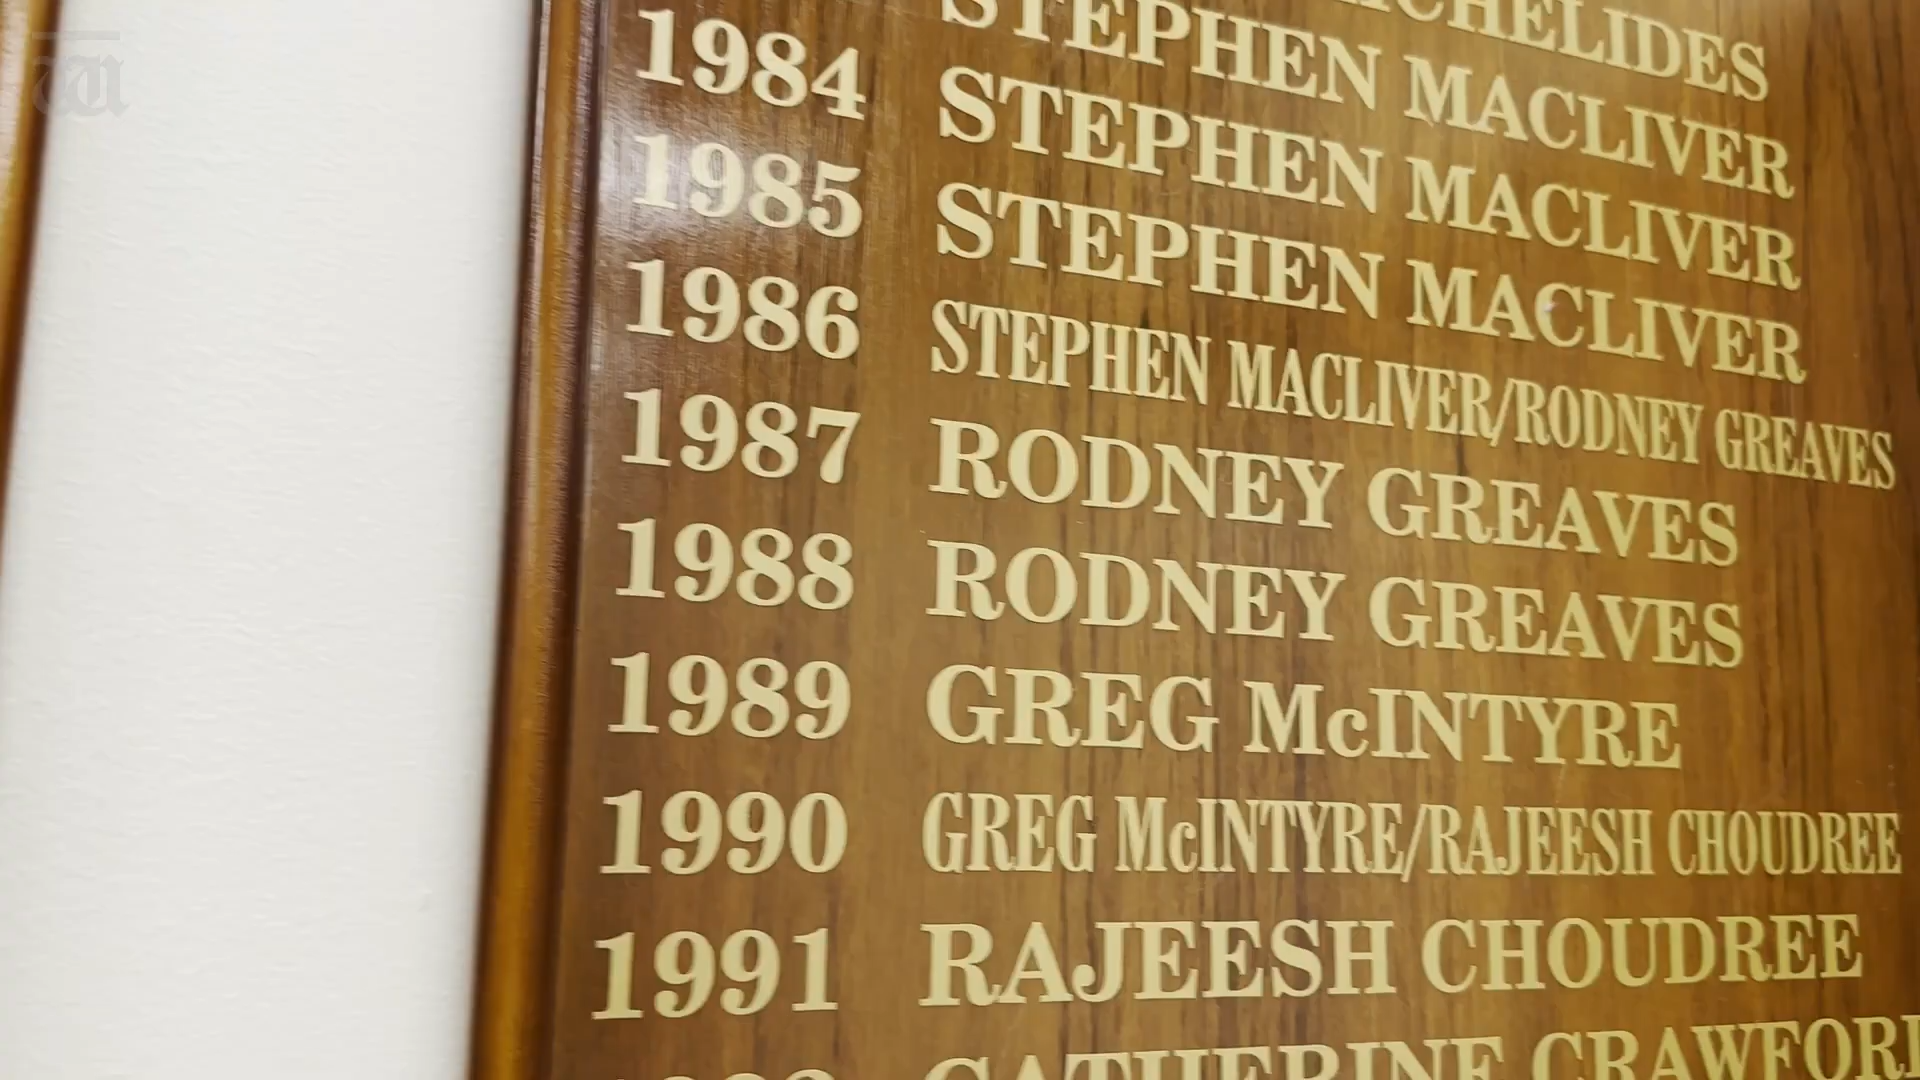 STEPHEN MACLIVER
1984 STEPHEN MACLIVER
1985 STEPHEN MACLIVER
1986 STEPHEN MACLIVER/RODNEY GREAVES
1987 RODNEY GREAVES
1988 RODNEY GREAVES
1989 GREG McINTYRE
1990 GREG McINTYRE/RAJEESH CHOUDREE
1991 RAJEESH CHOUDREE
CATHERINE